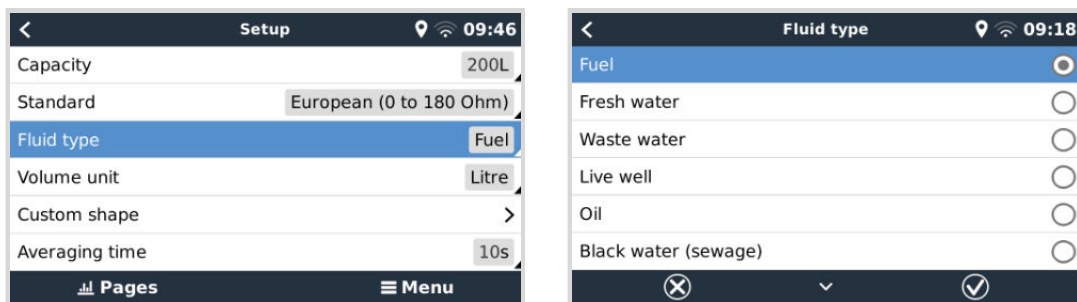 Setup 09:46
Capacity 200L
Standard European (0 to 180 Ohm)
Fluid type Fuel
Volume unit Litre
Custom shape
Averaging time 10s
Pages Menu
Fluid type 09:18
Fuel
Fresh water
Waste water
Live well
Oil
Black water (sewage)